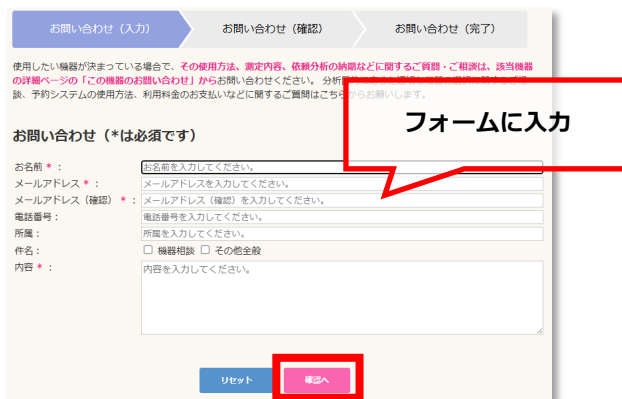 お問い合わせ（入力）
お問い合わせ（確認）
お問い合わせ（完了）
使用したい機器が決まっている場合で、その使用方法、測定内容、依頼分析の納期などに関するご質問・ご相談は、該当機器
の詳細ページの「この機器のお問い合わせ」からお問い合わせください。 分析
談、予約システムの使用方法、利用料金のお支払いなどに関するご質問はこちらからお願いします。
フォームに入力
お問い合わせ（*は必須です）
お名前 * ：
お名前を入力してください。
メールアドレス * ：
メールアドレスを入力してください。
メールアドレス（確認） * ：
メールアドレス（確認）を入力してください。
電話番号：
電話番号を入力してください。
所属：
所属を入力してください。
件名：
機器相談 その他全般
内容 * ：
内容を入力してください。
リセット
確認へ